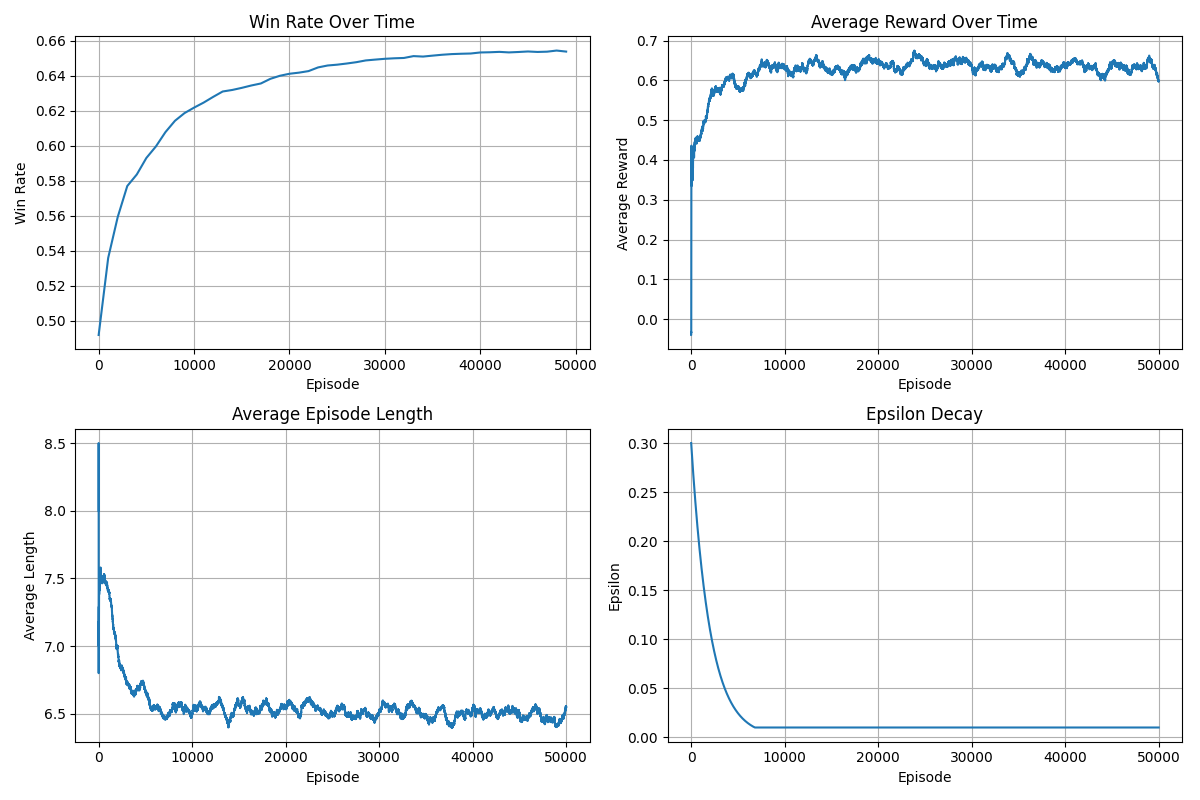 Win Rate Over Time
0.66
0.64
0.62
0.60
0.58
0.56
0.54
0.52
0.50
Win Rate
0 10000 20000 30000 40000 50000
Episode
Average Reward Over Time
0.7
0.6
0.5
0.4
0.3
0.2
0.1
0.0
Average Reward
0 10000 20000 30000 40000 50000
Episode
Average Episode Length
8.5
8.0
7.5
7.0
6.5
Average Length
0 10000 20000 30000 40000 50000
Episode
Epsilon Decay
0.30
0.25
0.20
0.15
0.10
0.05
0.00
Epsilon
0 10000 20000 30000 40000 50000
Episode